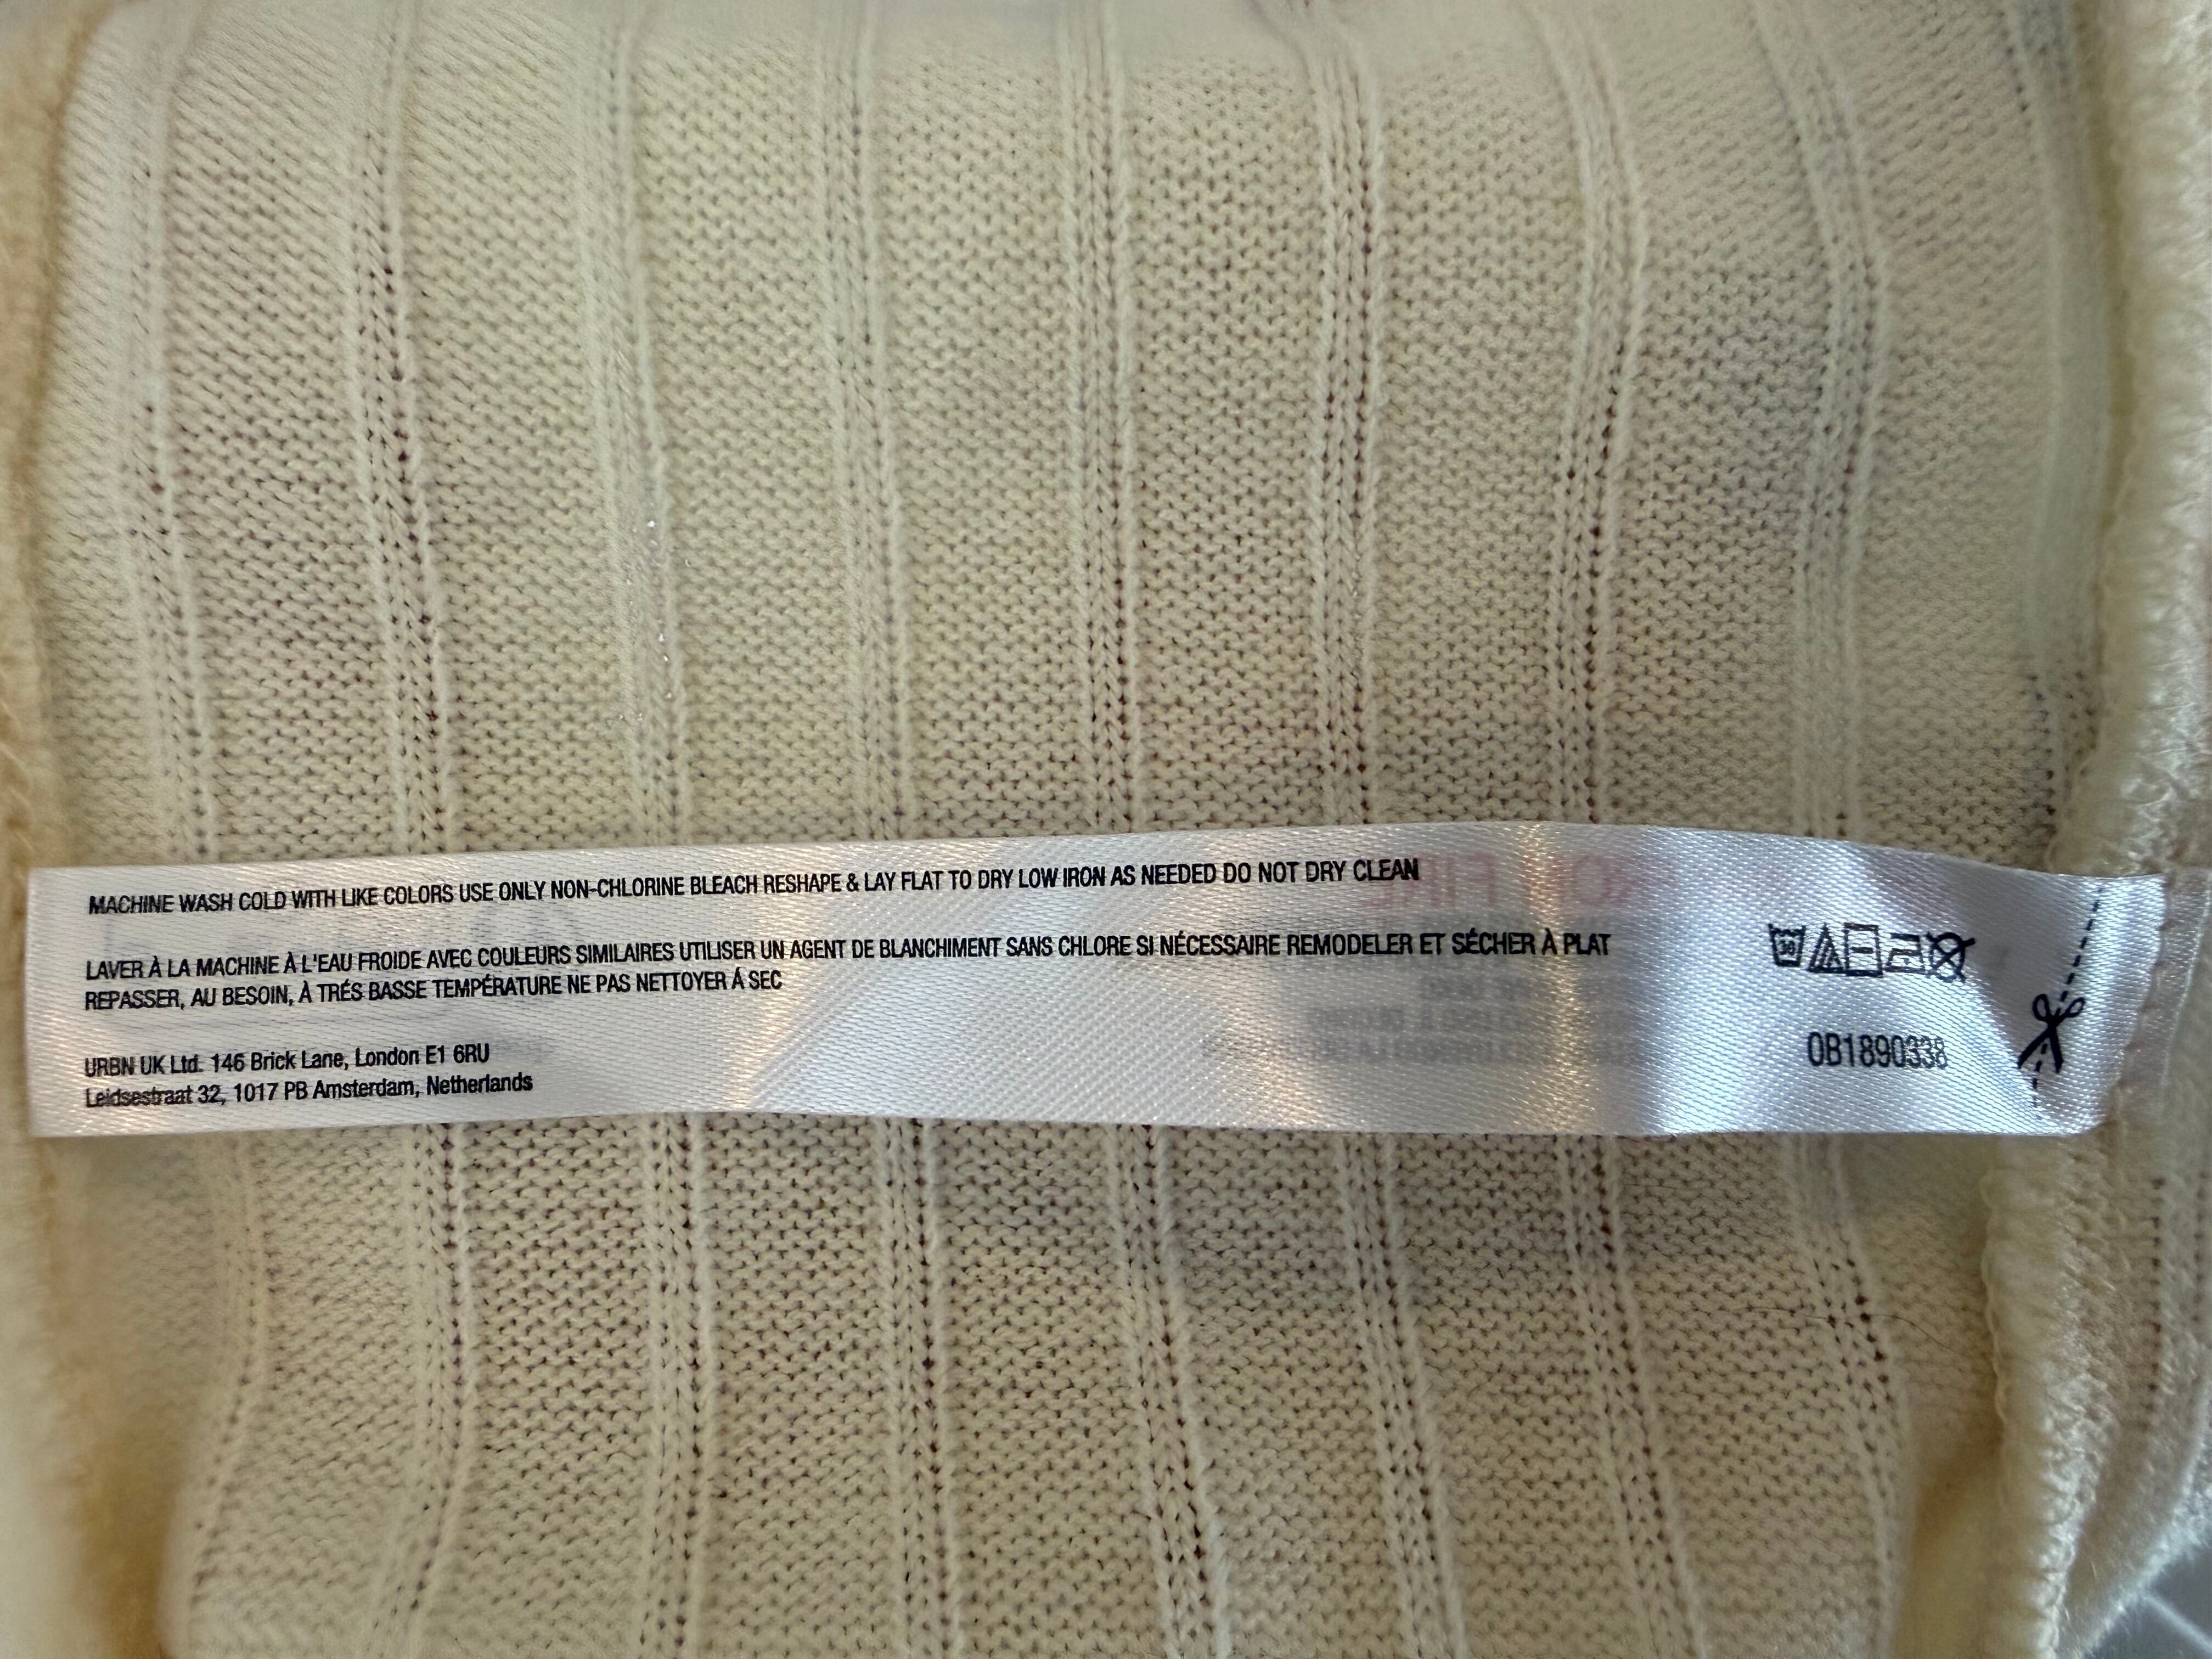 MACHINE WASH COLD WITH LIKE COLORS USE ONLY NON-CHLORINE BLEACH RESHAPE & LAY FLAT TO DRY LOW IRON AS NEEDED DO NOT DRY CLEAN
LAVER À LA MACHINE À L'EAU FROIDE AVEC COULEURS SIMILAIRES UTILISER UN AGENT DE BLANCHIMENT SANS CHLORE SI NÉCESSAIRE REMODELER ET SÉCHER À PLAT
REPASSER, AU BESOIN, À TRÉS BASSE TEMPÉRATURE NE PAS NETTOYER Á SEC
URBN UK Ltd. 146 Brick Lane, London E1 6RU
Leidsestraat 32, 1017 PB Amsterdam, Netherlands
30
0B1890338